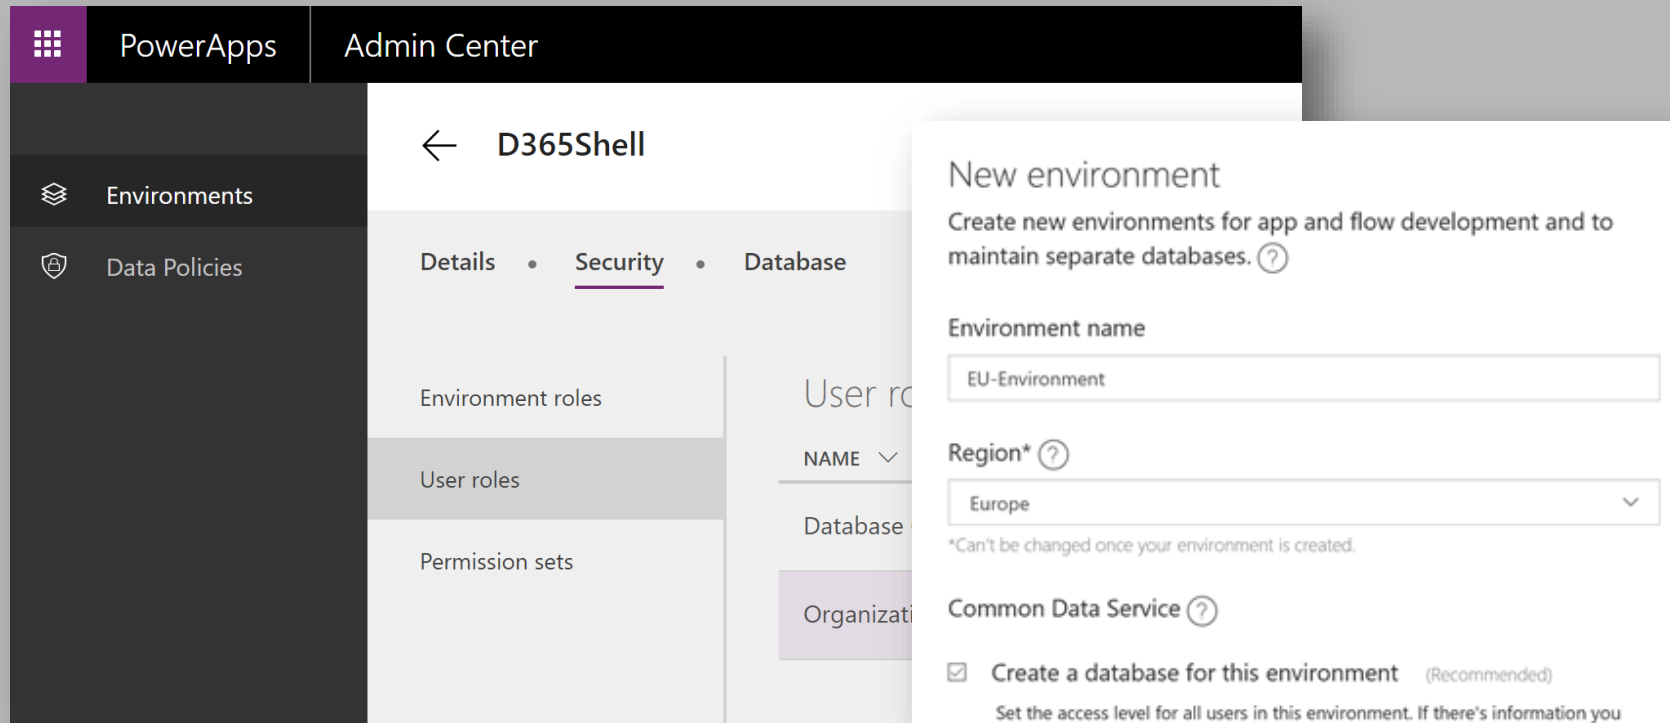 PowerApps
Admin Center
Environments
Data Policies
D365Shell
Details • Security • Database
Environment roles
User roles
Permission sets
User
NAME
Database
New environment
Create new environments for app and flow development and to
maintain separate databases. ?
Environment name
EU-Environment
Region* ?
Europe
*Can't be changed once your environment is created.
Common Data Service ?
Create a database for this environment (Recommended)
Set the access level for all users in this environment. If there's information you